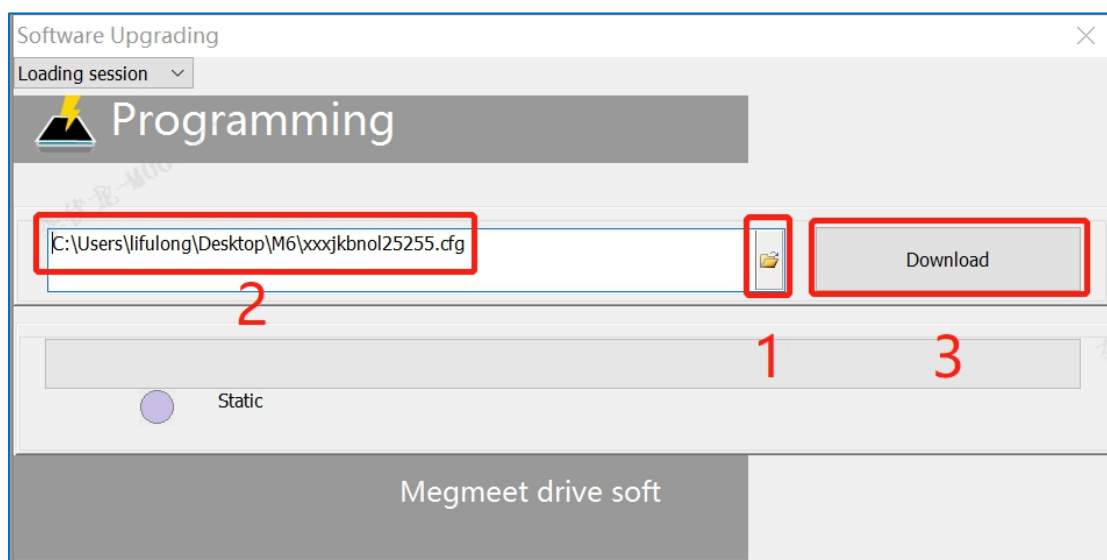 Software Upgrading
Loading session
Programming
C:\Users\lifulong\Desktop\M6\xxxjkbnol25255.cfg
Download
2
1
3
Static
Megmeet drive soft